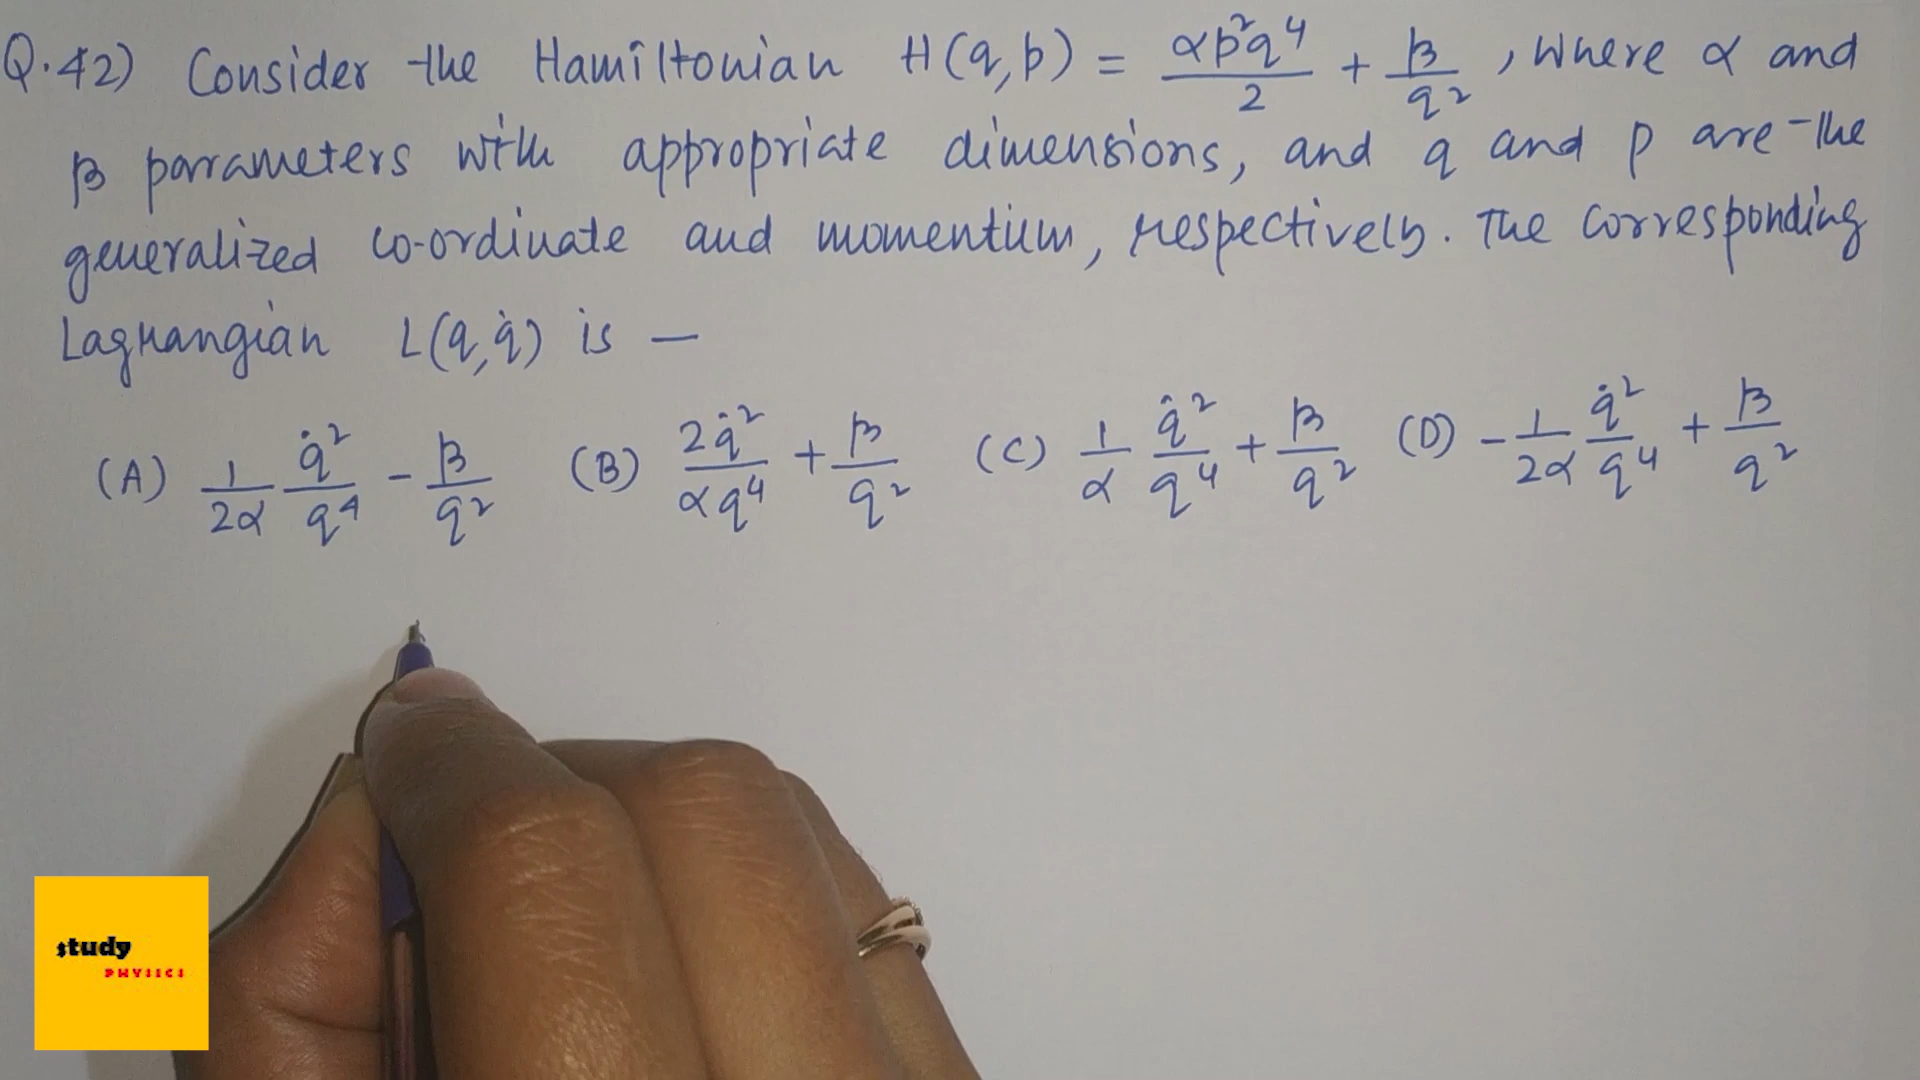 Q.42) Consider the Hamiltonian H(q,p) = αp²q⁴/2 + β/q² , where α and
β parameters with appropriate dimensions, and q and p are the
generalized co-ordinate and momentum, respectively. The corresponding
Lagrangian L(q,q̇) is —
(A) 1/2α q̇²/q⁴ - β/q² (B) 2q̇²/αq⁴ + β/q² (C) 1/α q̇²/q⁴ + β/q² (D) -1/2α q̇²/q⁴ + β/q²
study
PHYSICS